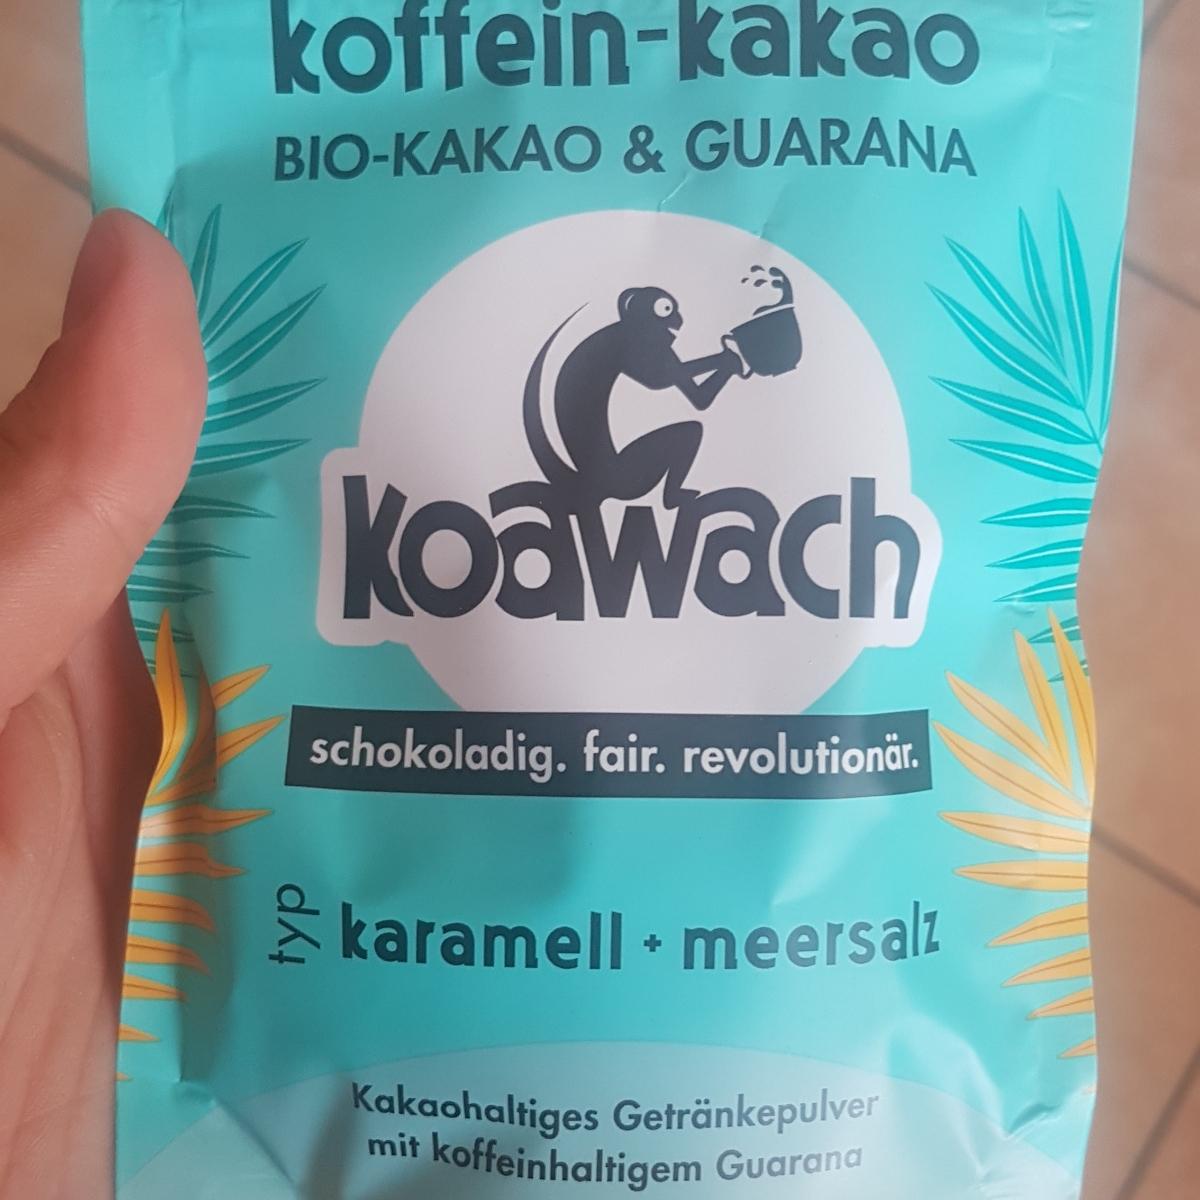 koffein-kakao
BIO-KAKAO & GUARANA
koawach
schokoladig. fair. revolutionär.
typ karamell + meersalz
Kakaohaltiges Getränkepulver
mit koffeinhaltigem Guarana